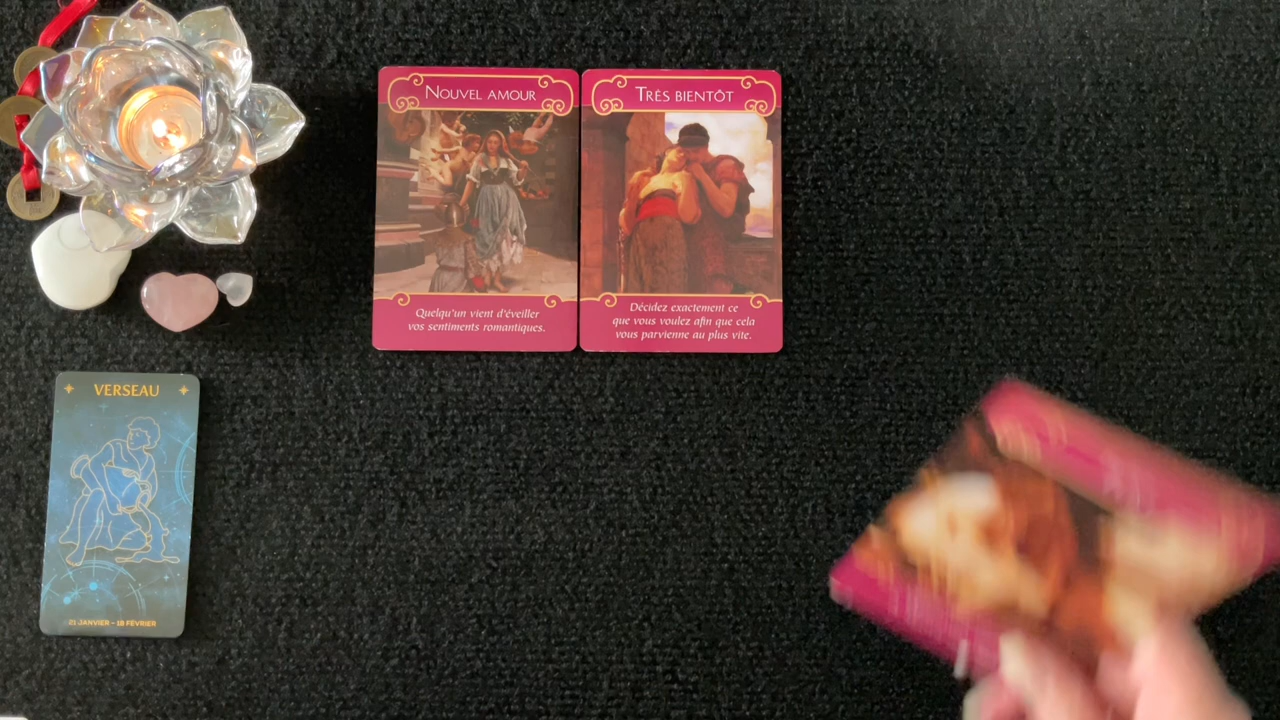 NOUVEL AMOUR
Quelqu'un vient d'éveiller
vos sentiments romantiques.
TRÈS BIENTÔT
Décidez exactement ce
que vous voulez afin que cela
vous parvienne au plus vite.
VERSEAU
21 JANVIER – 18 FÉVRIER